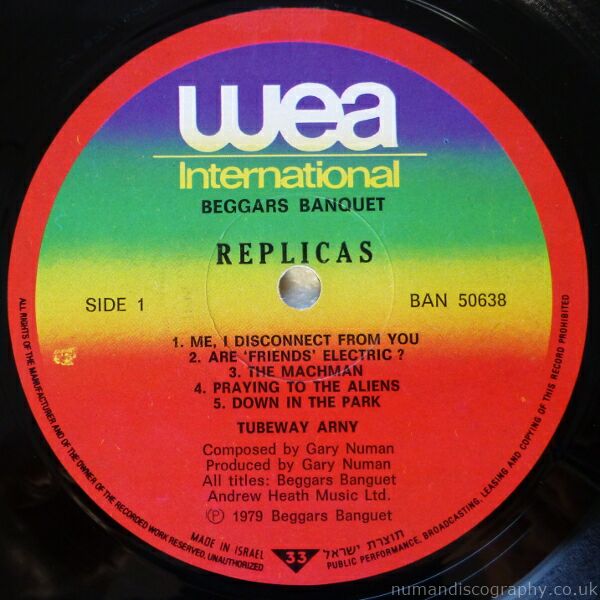 wea
International
BEGGARS BANQUET
REPLICAS
SIDE 1
BAN 50638
1. ME, I DISCONNECT FROM YOU
2. ARE 'FRIENDS' ELECTRIC ?
3. THE MACHMAN
4. PRAYING TO THE ALIENS
5. DOWN IN THE PARK
TUBEWAY ARNY
Composed by Gary Numan
Produced by Gary Numan
All titles: Beggars Banguet
Andrew Heath Music Ltd.
Ⓟ 1979 Beggars Banguet
ALL RIGHTS OF THE MANUFACTURER AND OF THE OWNER OF THE RECORDED WORK RESERVED, UNAUTHORIZED
PUBLIC PERFORMANCE, BROADCASTING, LEASING AND COPYING OF THIS RECORD PROHIBITED
MADE IN ISRAEL
33
תוצרת ישראל
numandiscography.co.uk